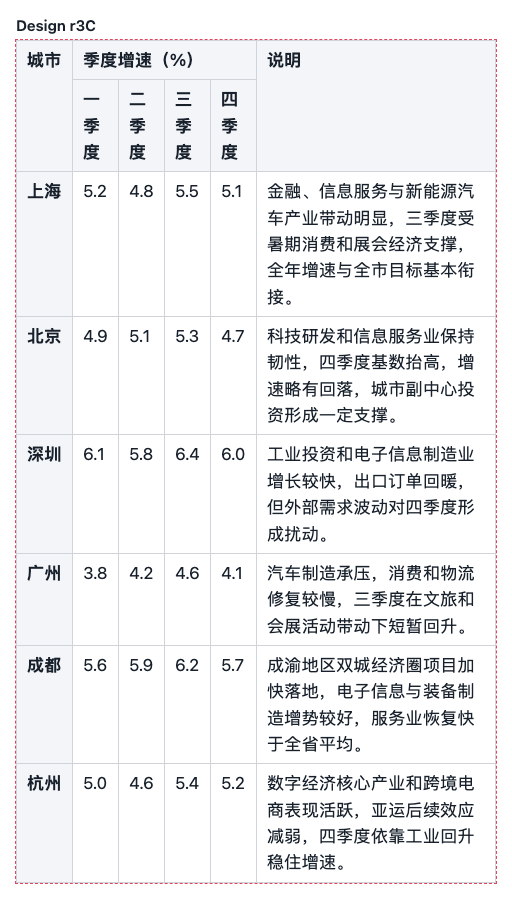 Design r3C
城市 季度增速（%） 说明
一季度 二季度 三季度 四季度
上海 5.2 4.8 5.5 5.1 金融、信息服务与新能源汽
车产业带动明显，三季度受
暑期消费和展会经济支撑，
全年增速与全市目标基本衔
接。
北京 4.9 5.1 5.3 4.7 科技研发和信息服务业保持
韧性，四季度基数抬高，增
速略有回落，城市副中心投
资形成一定支撑。
深圳 6.1 5.8 6.4 6.0 工业投资和电子信息制造业
增长较快，出口订单回暖，
但外部需求波动对四季度形
成扰动。
广州 3.8 4.2 4.6 4.1 汽车制造承压，消费和物流
修复较慢，三季度在文旅和
会展活动带动下短暂回升。
成都 5.6 5.9 6.2 5.7 成渝地区双城经济圈项目加
快落地，电子信息与装备制
造增势较好，服务业恢复快
于全省平均。
杭州 5.0 4.6 5.4 5.2 数字经济核心产业和跨境电
商表现活跃，亚运后续效应
减弱，四季度依靠工业回升
稳住增速。